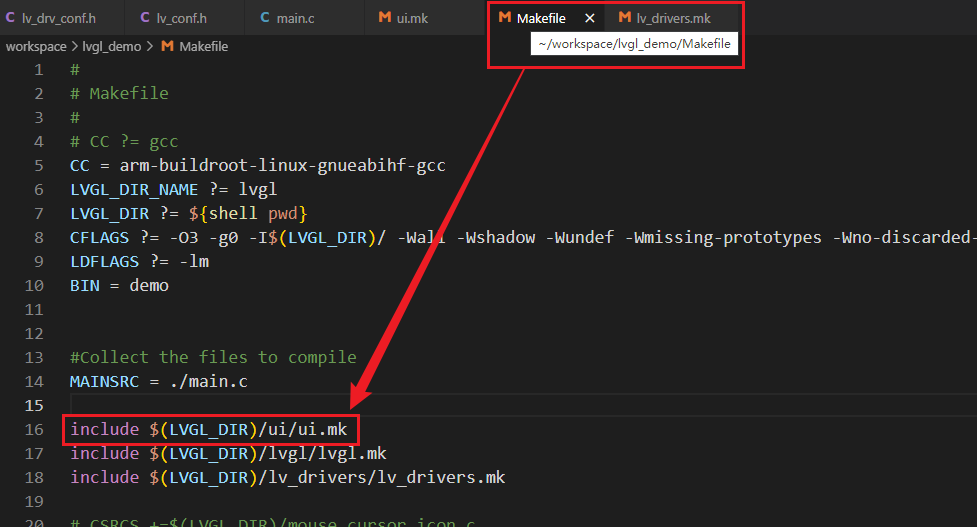 C lv_drv_conf.h C lv_conf.h C main.c M ui.mk M Makefile × M lv_drivers.mk
workspace > lvgl_demo > M Makefile
~/workspace/lvgl_demo/Makefile
1 #
2 # Makefile
3 #
4 # CC ?= gcc
5 CC = arm-buildroot-linux-gnueabihf-gcc
6 LVGL_DIR_NAME ?= lvgl
7 LVGL_DIR ?= ${shell pwd}
8 CFLAGS ?= -O3 -g0 -I$(LVGL_DIR)/ -Wall -Wshadow -Wundef -Wmissing-prototypes -Wno-discarded-
9 LDFLAGS ?= -lm
10 BIN = demo
11
12
13 #Collect the files to compile
14 MAINSRC = ./main.c
15
16 include $(LVGL_DIR)/ui/ui.mk
17 include $(LVGL_DIR)/lvgl/lvgl.mk
18 include $(LVGL_DIR)/lv_drivers/lv_drivers.mk
19
20 # CSRCS +=$(LVGL_DIR)/mouse_cursor_icon.c